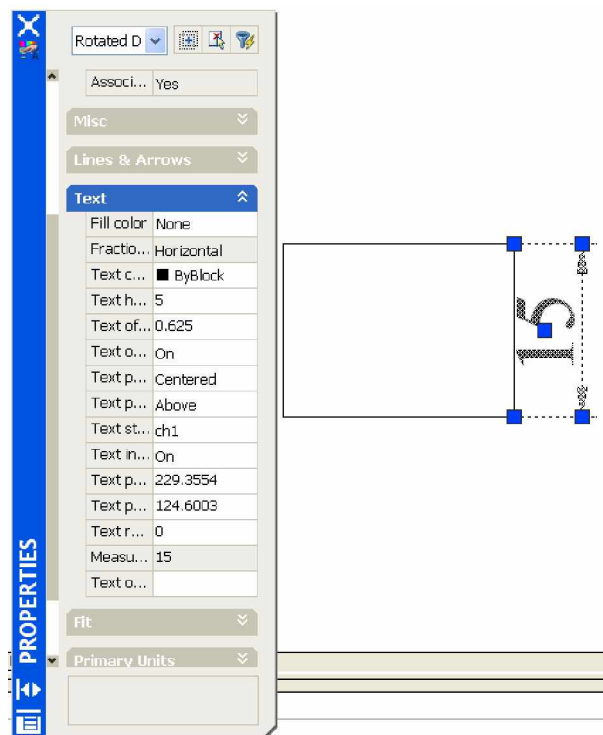 Rotated D
Associ... Yes
Misc
Lines & Arrows
Text
Fill color None
Fractio... Horizontal
Text c... ByBlock
Text h... 5
Text of... 0.625
Text o... On
Text p... Centered
Text p... Above
Text st... ch1
Text in... On
Text p... 229.3554
Text p... 124.6003
Text r... 0
Measu... 15
Text o...
Fit
Primary Units
PROPERTIES
15